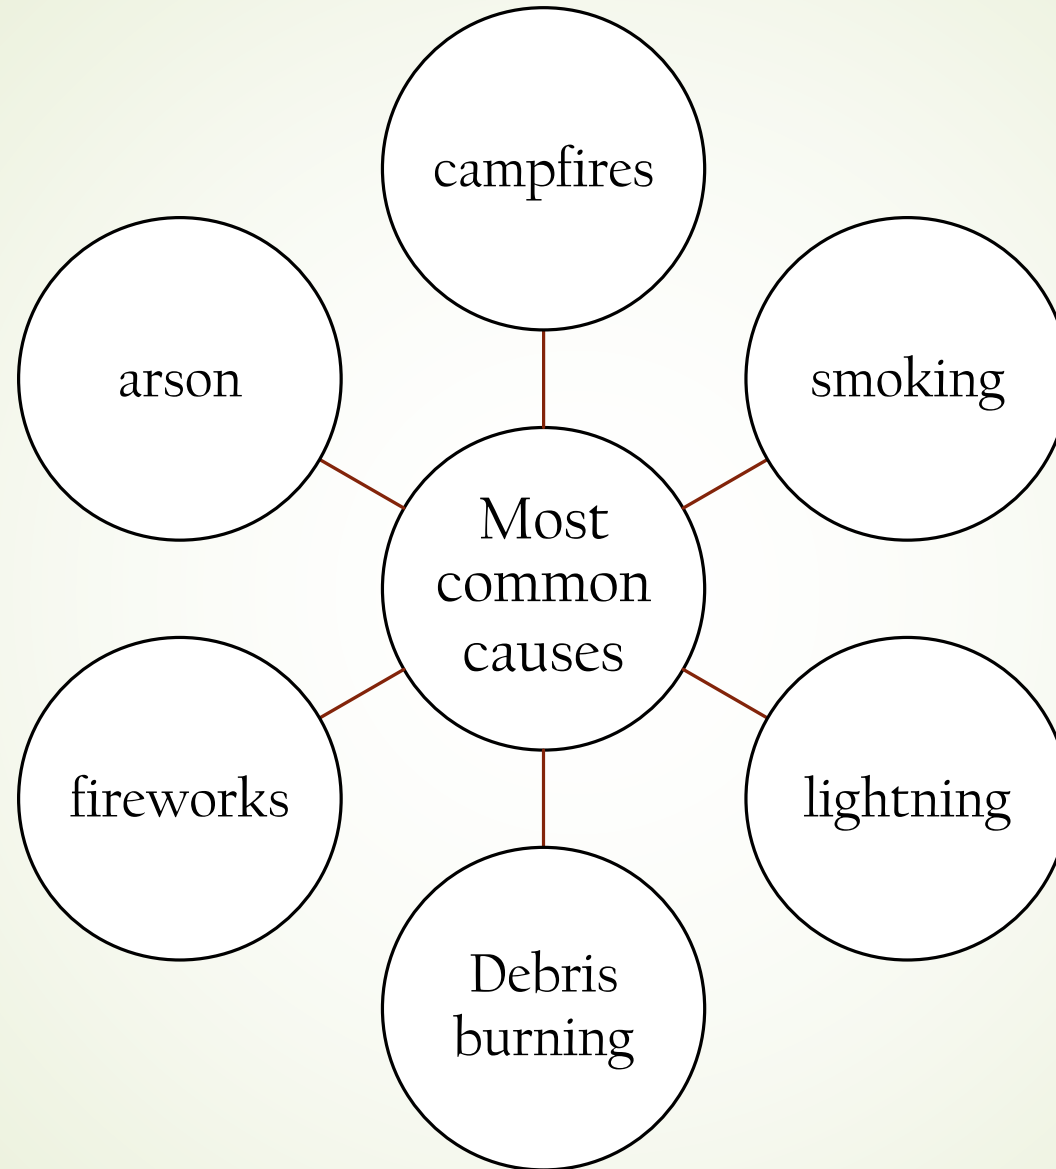 campfires
arson
smoking
Most
common
causes
fireworks
lightning
Debris
burning